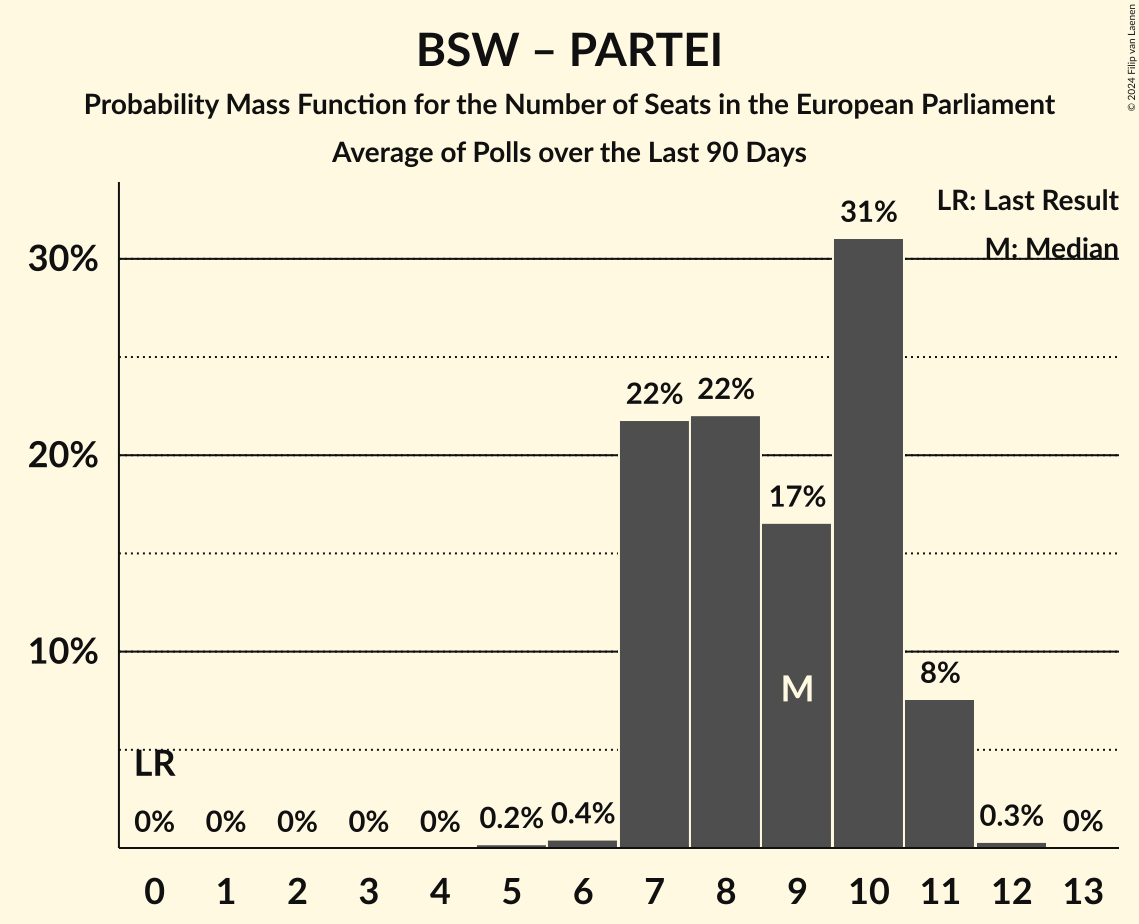 BSW – PARTEI
Probability Mass Function for the Number of Seats in the European Parliament
Average of Polls over the Last 90 Days
© 2024 Filip van Laenen
LR: Last Result
M: Median
30%
20%
10%
LR
0% 0% 0% 0% 0% 0.2% 0.4% 22% 22% 17% 31% 8% 0.3% 0%
M
0 1 2 3 4 5 6 7 8 9 10 11 12 13